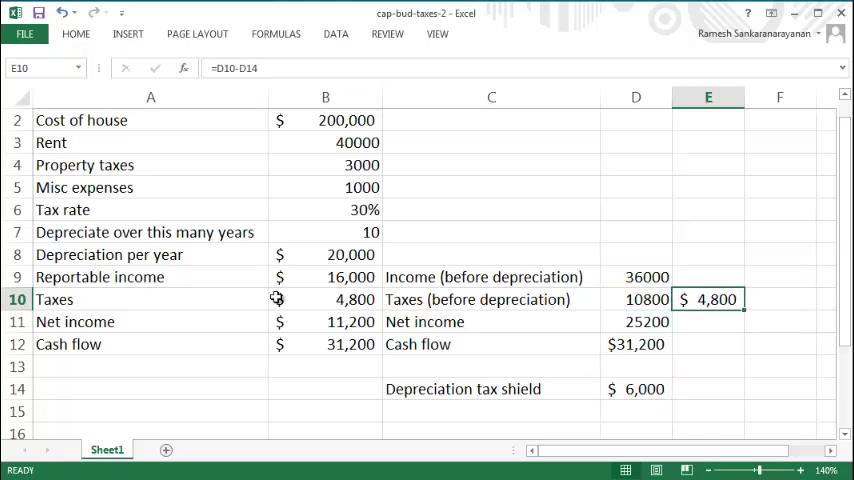 cap-bud-taxes-2 - Excel
FILE HOME INSERT PAGE LAYOUT FORMULAS DATA REVIEW VIEW Ramesh Sankaranarayanan
E10 fx =D10-D14
A B C D E F
2 Cost of house $ 200,000
3 Rent 40000
4 Property taxes 3000
5 Misc expenses 1000
6 Tax rate 30%
7 Depreciate over this many years 10
8 Depreciation per year $ 20,000
9 Reportable income $ 16,000 Income (before depreciation) 36000
10 Taxes 4,800 Taxes (before depreciation) 10800 $ 4,800
11 Net income $ 11,200 Net income 25200
12 Cash flow $ 31,200 Cash flow $31,200
13
14 Depreciation tax shield $ 6,000
15
16
Sheet1
READY 140%